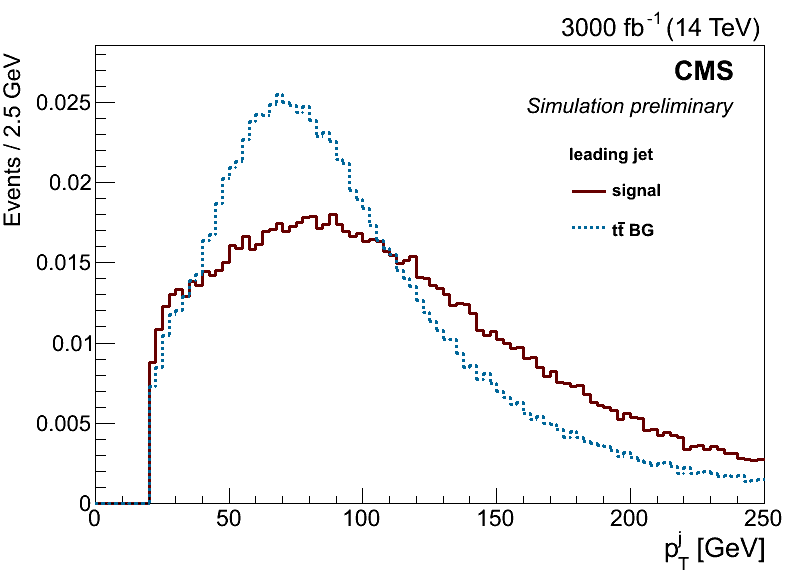 3000 fb⁻¹ (14 TeV)
Events / 2.5 GeV
CMS
Simulation preliminary
leading jet
signal
tt̄ BG
0.025
0.02
0.015
0.01
0.005
0
0 50 100 150 200 250
p_T^j [GeV]